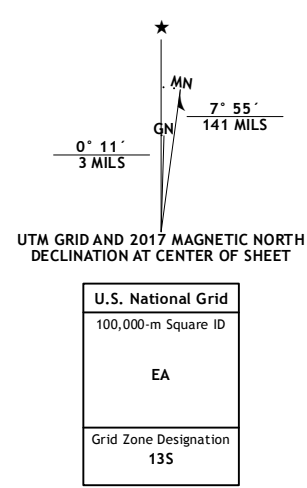 ★
MN
GN
7° 55´
141 MILS
0° 11´
3 MILS
UTM GRID AND 2017 MAGNETIC NORTH
DECLINATION AT CENTER OF SHEET
U.S. National Grid
100,000-m Square ID
EA
Grid Zone Designation
13S